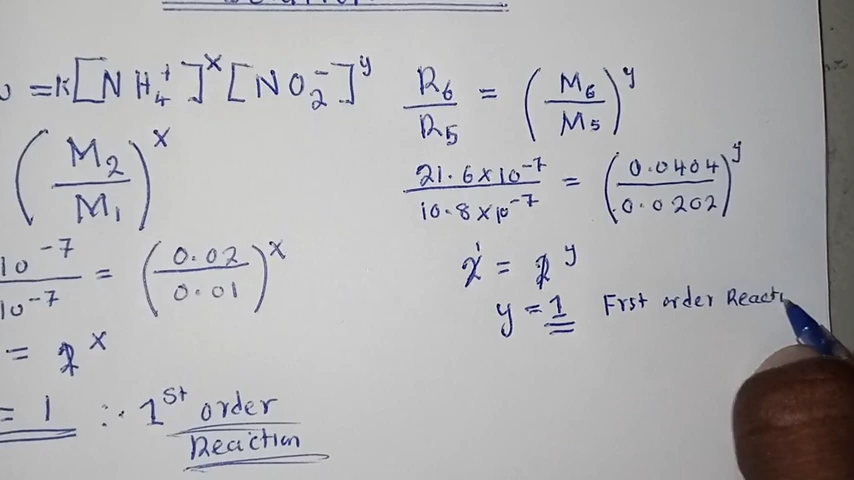 = K[NH₄⁺]ˣ [NO₂⁻]ʸ
(M₂/M₁)ˣ
10⁻⁷/10⁻⁷ = (0.02/0.01)ˣ
= 2ˣ
= 1 ∴ 1st order
Reaction
R₆/R₅ = (M₆/M₅)ʸ
21.6×10⁻⁷/10.8×10⁻⁷ = (0.0404/0.0202)ʸ
2¹ = 2ʸ
y = 1 Frst order Reacti